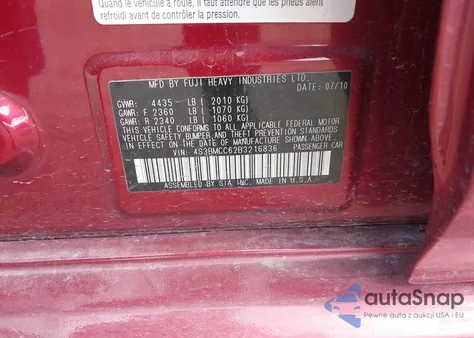 Quand le véhicule a roulé, il faut attendre que les pneus aient
refroidi avant de contrôler la pression.
MFD BY FUJI HEAVY INDUSTRIES LTD.
DATE: 07/10
GVWR: 4435 LB ( 2010 KG)
GAWR: F 2360 LB ( 1070 KG)
GAWR: R 2340 LB ( 1060 KG)
THIS VEHICLE CONFORMS TO ALL APPLICABLE FEDERAL MOTOR
VEHICLE SAFETY, BUMPER, AND THEFT PREVENTION STANDARDS
IN EFFECT ON THE DATE OF MANUFACTURE SHOWN ABOVE.
VIN: 4S3BMCC62B3216836 PASSENGER CAR
ASSEMBLED BY SIA INC. MADE IN U.S.A.
autoSnap
Pewne auta z aukcji USA i EU